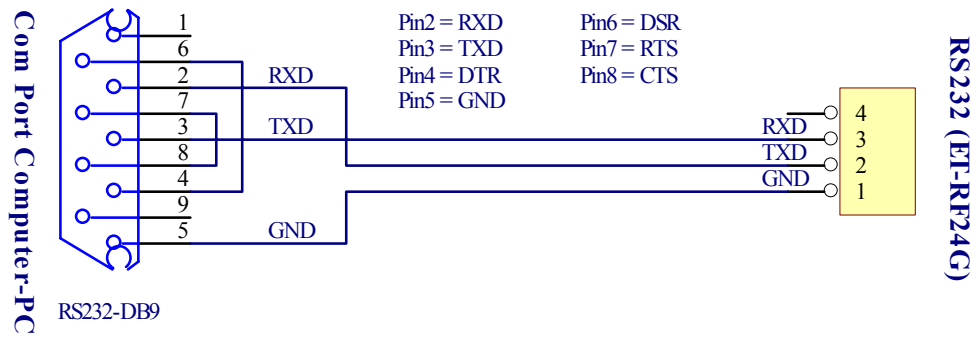 Com Port Computer-PC
1
6
2
7
3
8
4
9
5
RXD
TXD
GND
RS232-DB9
Pin2 = RXD
Pin3 = TXD
Pin4 = DTR
Pin5 = GND
Pin6 = DSR
Pin7 = RTS
Pin8 = CTS
RXD
TXD
GND
4
3
2
1
RS232 (ET-RF24G)